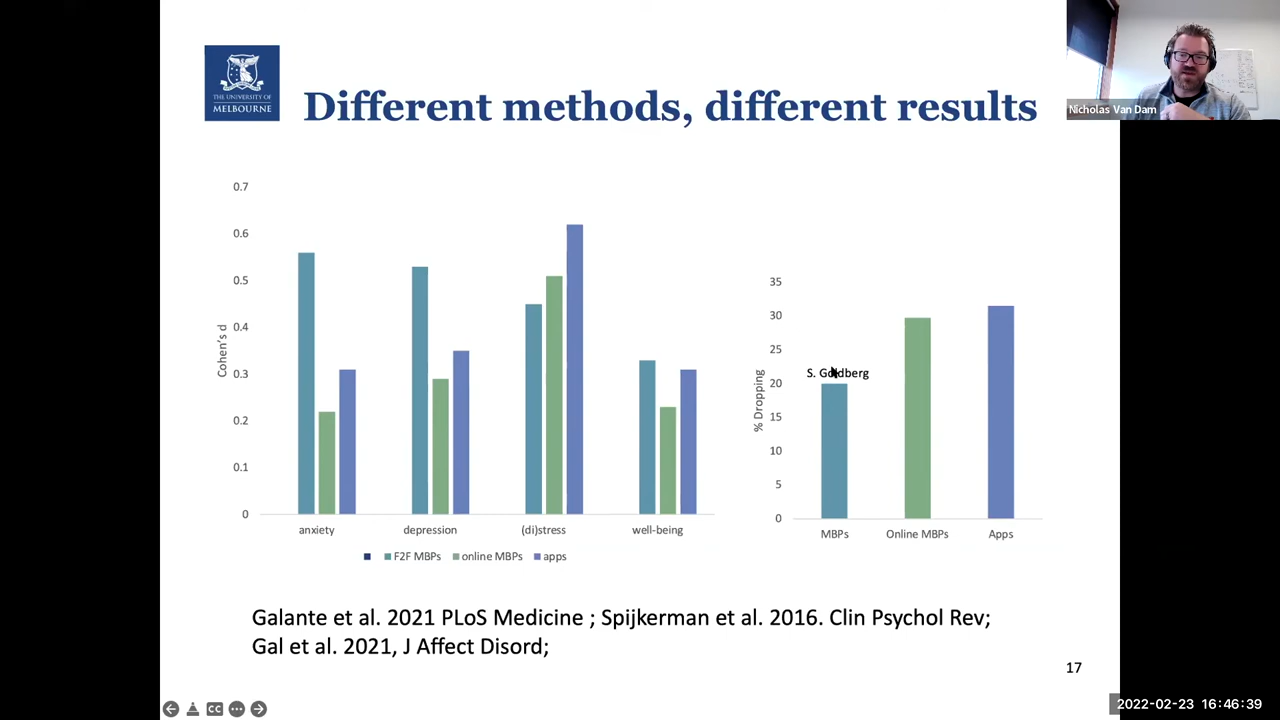 THE UNIVERSITY OF
MELBOURNE
Different methods, different results
Nicholas Van Dam
0.7
0.6
0.5
0.4
0.3
0.2
0.1
0
Cohen's d
anxiety
depression
(di)stress
well-being
F2F MBPs
online MBPs
apps
35
30
25
20
15
10
5
0
% Dropping
S. Goldberg
MBPs
Online MBPs
Apps
Galante et al. 2021 PLoS Medicine ; Spijkerman et al. 2016. Clin Psychol Rev;
Gal et al. 2021, J Affect Disord;
17
CC
2022-02-23 16:46:39